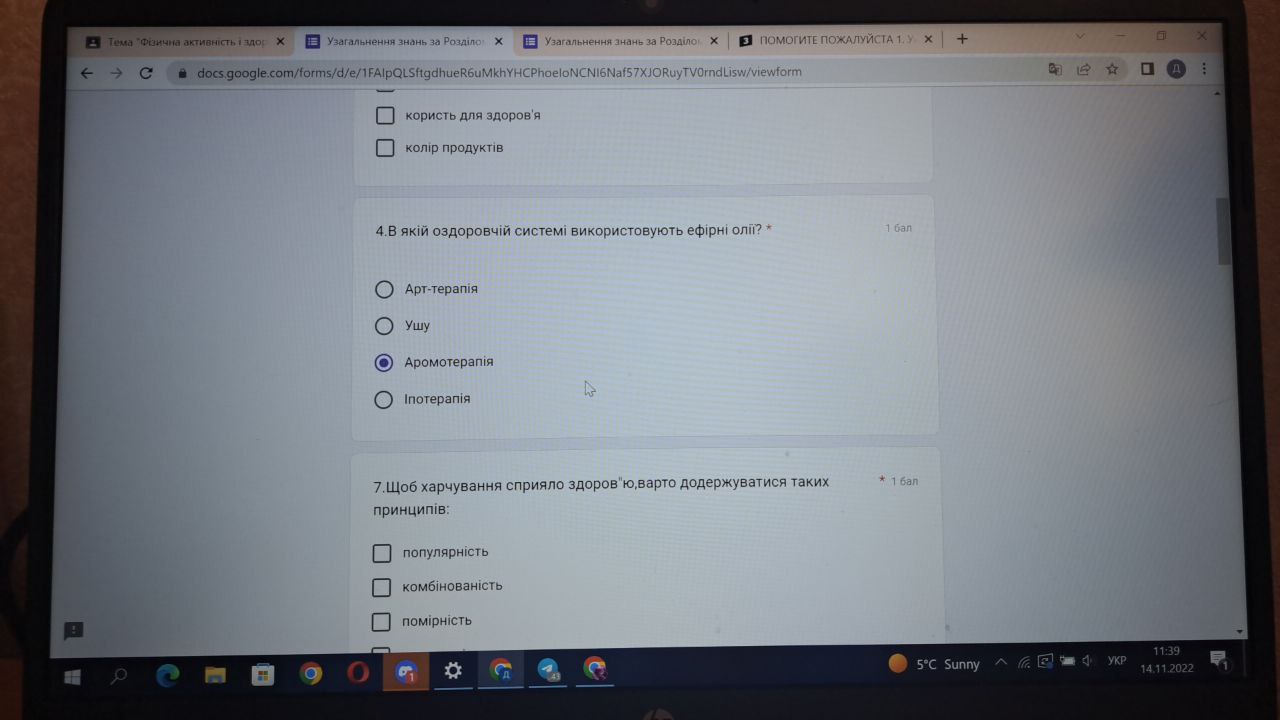 Тема "Фізична активність і здор
Узагальнення знань за Розділо
Узагальнення знань за Розділо
ПОМОГИТЕ ПОЖАЛУЙСТА 1. У
docs.google.com/forms/d/e/1FAIpQLSftgdhueR6uMkhYHCPhoeIoNCNI6Naf57XJORuyTV0rndLisw/viewform
Д
користь для здоров'я
колір продуктів
4.В якій оздоровчій системі використовують ефірні олії? *
1 бал
Арт-терапія
Ушу
Аромотерапія
Іпотерапія
7.Щоб харчування сприяло здоров"ю,варто додержуватися таких
принципів:
* 1 бал
популярність
комбінованість
помірність
1
Д
43
5°C Sunny
УКР
11:39
14.11.2022
1